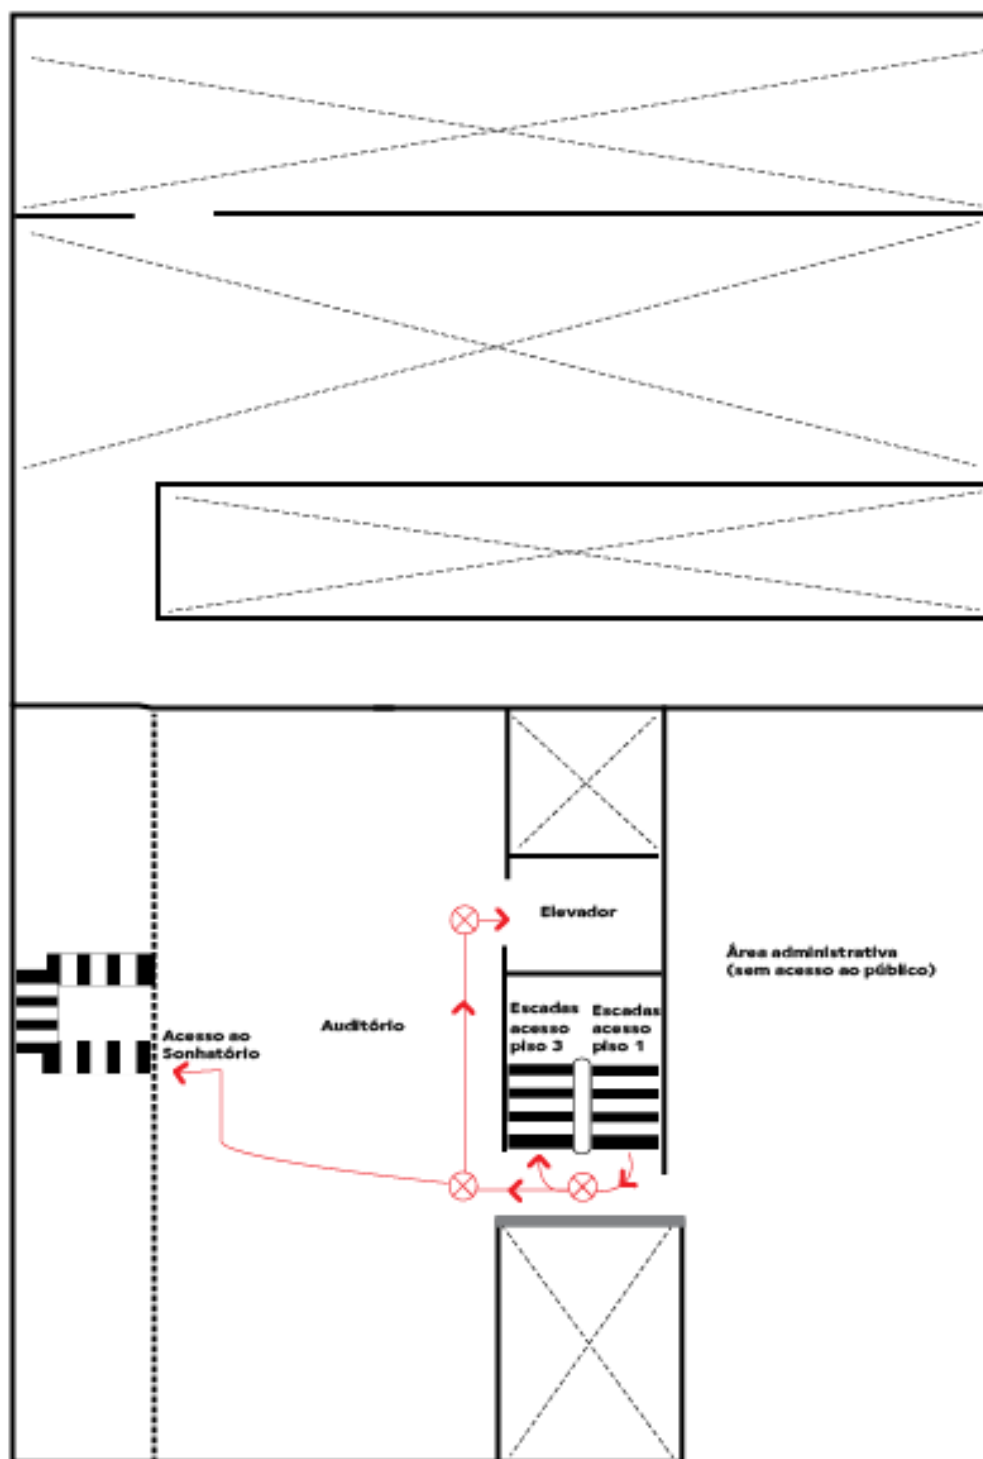 Elevador
Área administrativa
(sem acesso ao público)
Escadas
acesso
piso 3
Escadas
acesso
piso 1
Auditório
Acesso ao
Sonhatório